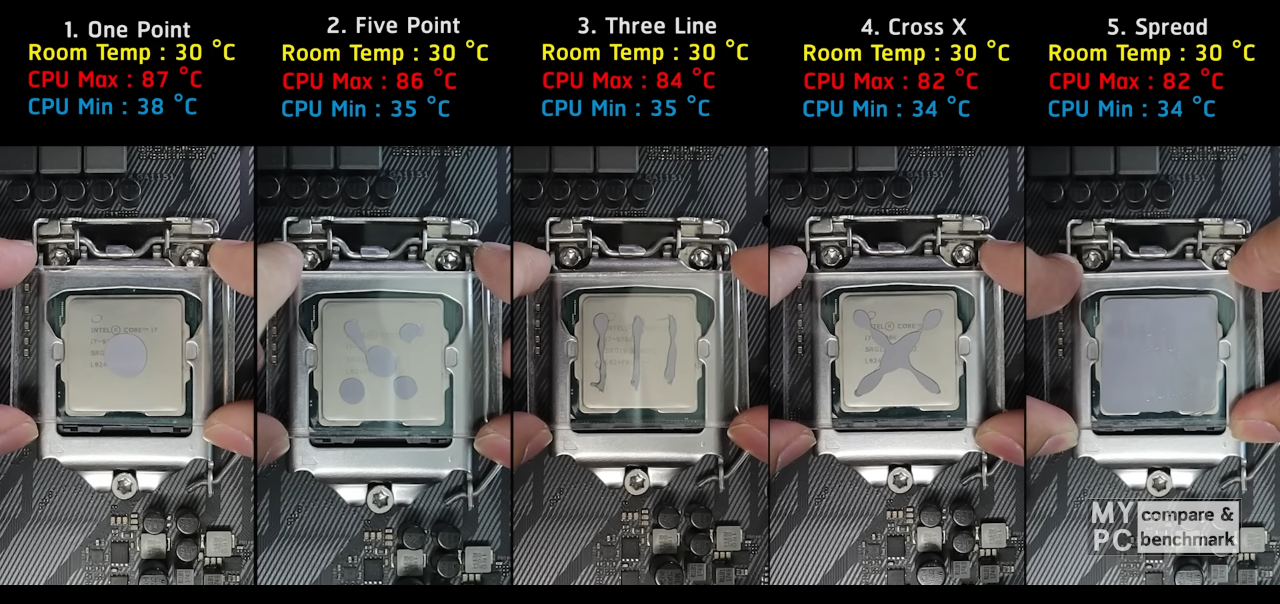 1. One Point
Room Temp : 30 °C
CPU Max : 87 °C
CPU Min : 38 °C
2. Five Point
Room Temp : 30 °C
CPU Max : 86 °C
CPU Min : 35 °C
3. Three Line
Room Temp : 30 °C
CPU Max : 84 °C
CPU Min : 35 °C
4. Cross X
Room Temp : 30 °C
CPU Max : 82 °C
CPU Min : 34 °C
5. Spread
Room Temp : 30 °C
CPU Max : 82 °C
CPU Min : 34 °C
INTEL® CORE™ i7
MY PC
compare &
benchmark